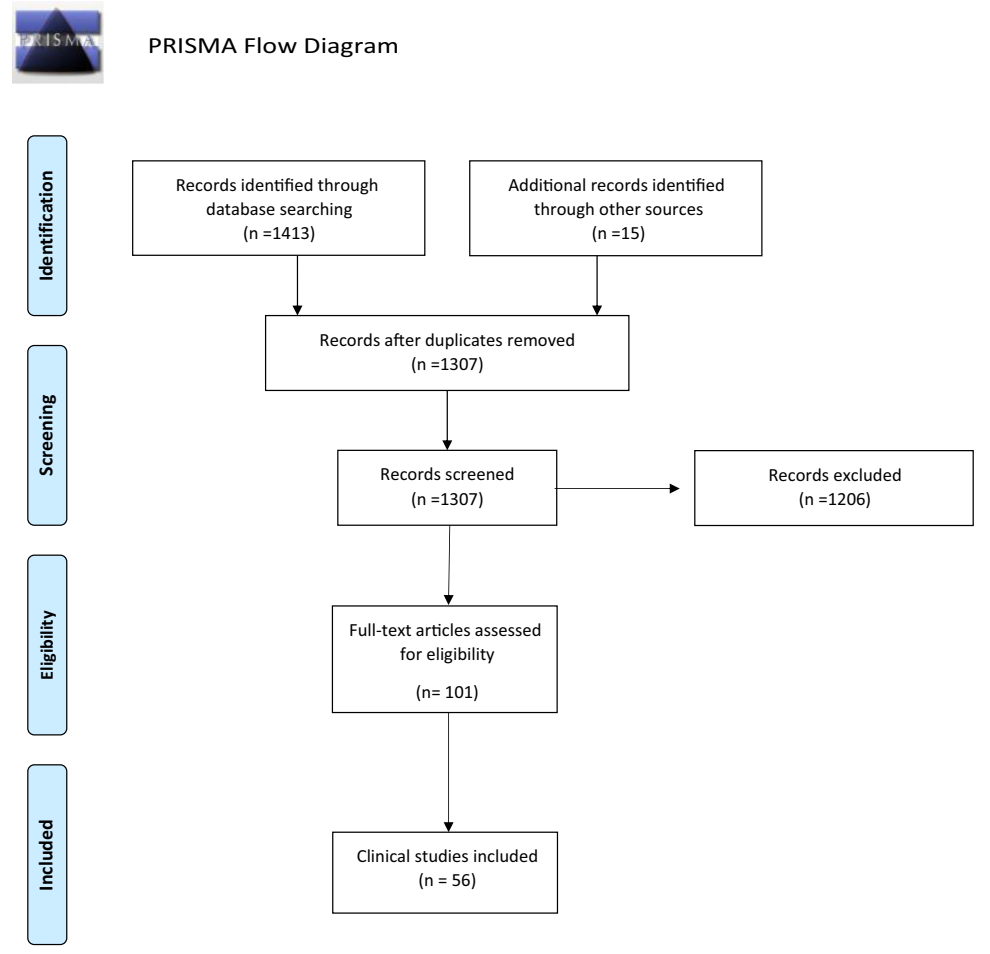 PRISMA
PRISMA Flow Diagram
Identification
Records identified through
database searching
(n =1413)
Additional records identified
through other sources
(n =15)
Records after duplicates removed
(n =1307)
Screening
Records screened
(n =1307)
Records excluded
(n =1206)
Eligibility
Full-text articles assessed
for eligibility
(n= 101)
Included
Clinical studies included
(n = 56)